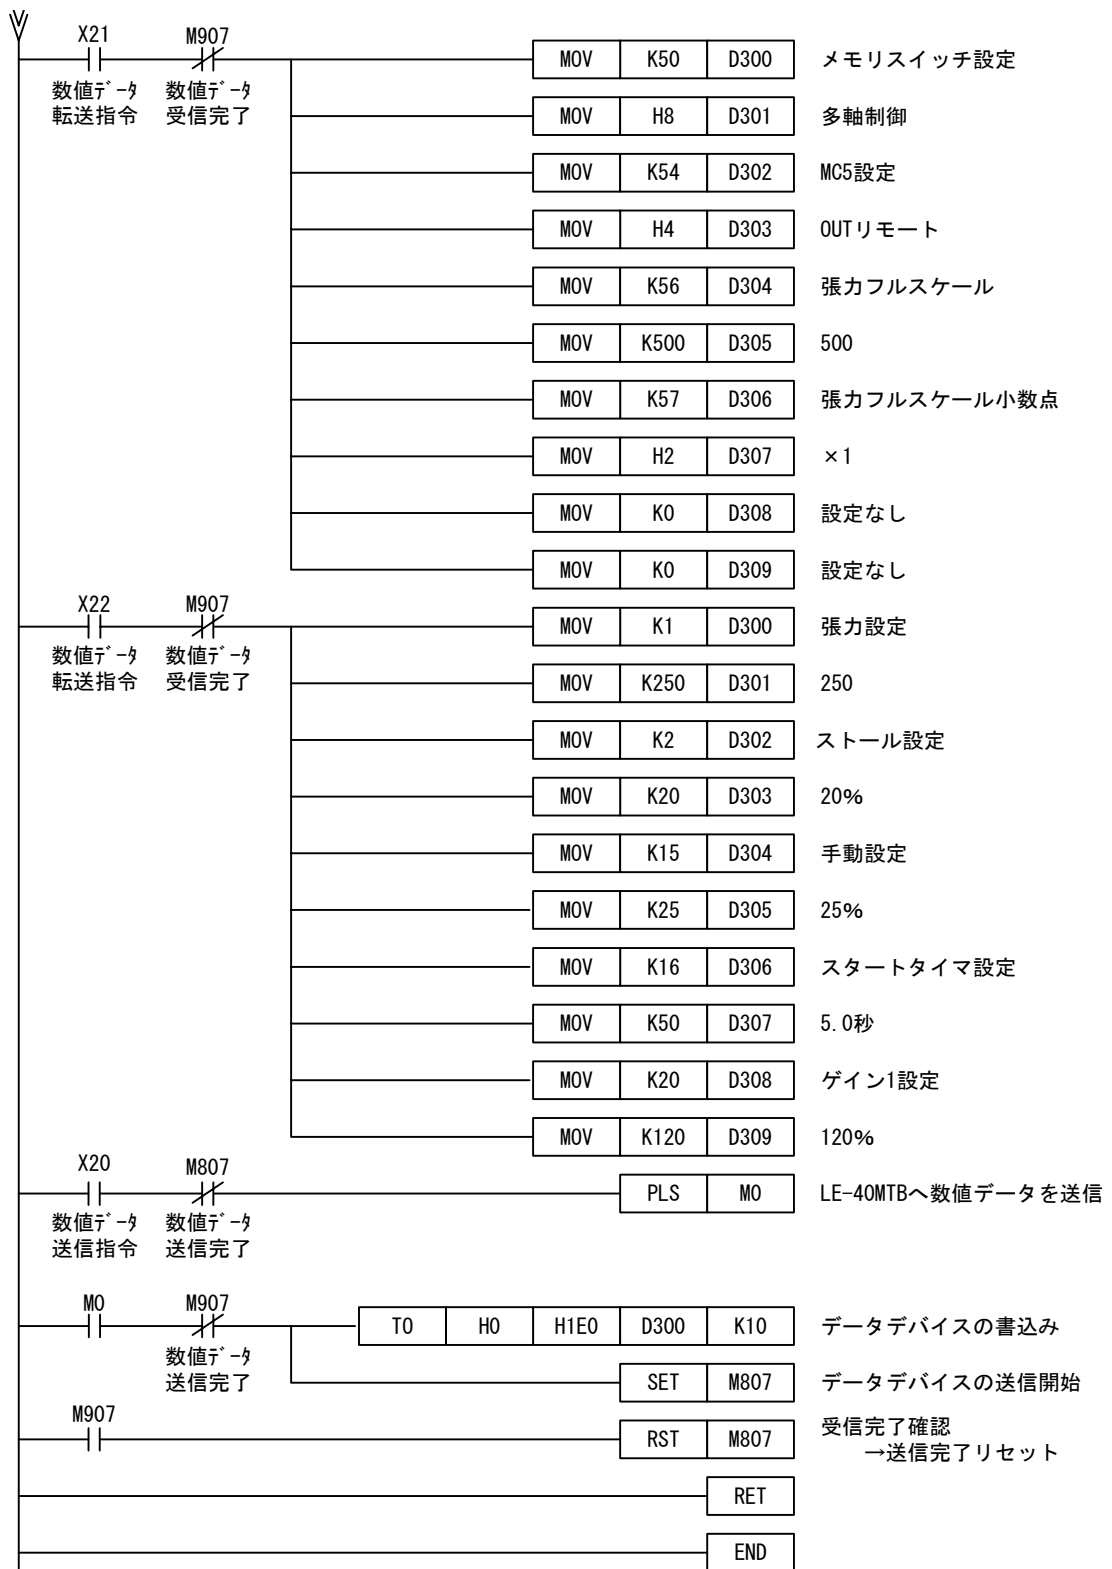 X21 M907 MOV K50 D300 メモリスイッチ設定
数値データ 数値データ
転送指令 受信完了
MOV H8 D301 多軸制御
MOV K54 D302 MC5設定
MOV H4 D303 OUTリモート
MOV K56 D304 張力フルスケール
MOV K500 D305 500
MOV K57 D306 張力フルスケール小数点
MOV H2 D307 ×1
MOV K0 D308 設定なし
MOV K0 D309 設定なし
X22 M907 MOV K1 D300 張力設定
数値データ 数値データ
転送指令 受信完了
MOV K250 D301 250
MOV K2 D302 ストール設定
MOV K20 D303 20%
MOV K15 D304 手動設定
MOV K25 D305 25%
MOV K16 D306 スタートタイマ設定
MOV K50 D307 5.0秒
MOV K20 D308 ゲイン1設定
MOV K120 D309 120%
X20 M807 PLS M0 LE-40MTBへ数値データを送信
数値データ 数値データ
送信指令 送信完了
M0 M907 TO H0 H1E0 D300 K10 データデバイスの書込み
数値データ
送信完了
SET M807 データデバイスの送信開始
M907 RST M807 受信完了確認
→送信完了リセット
RET
END